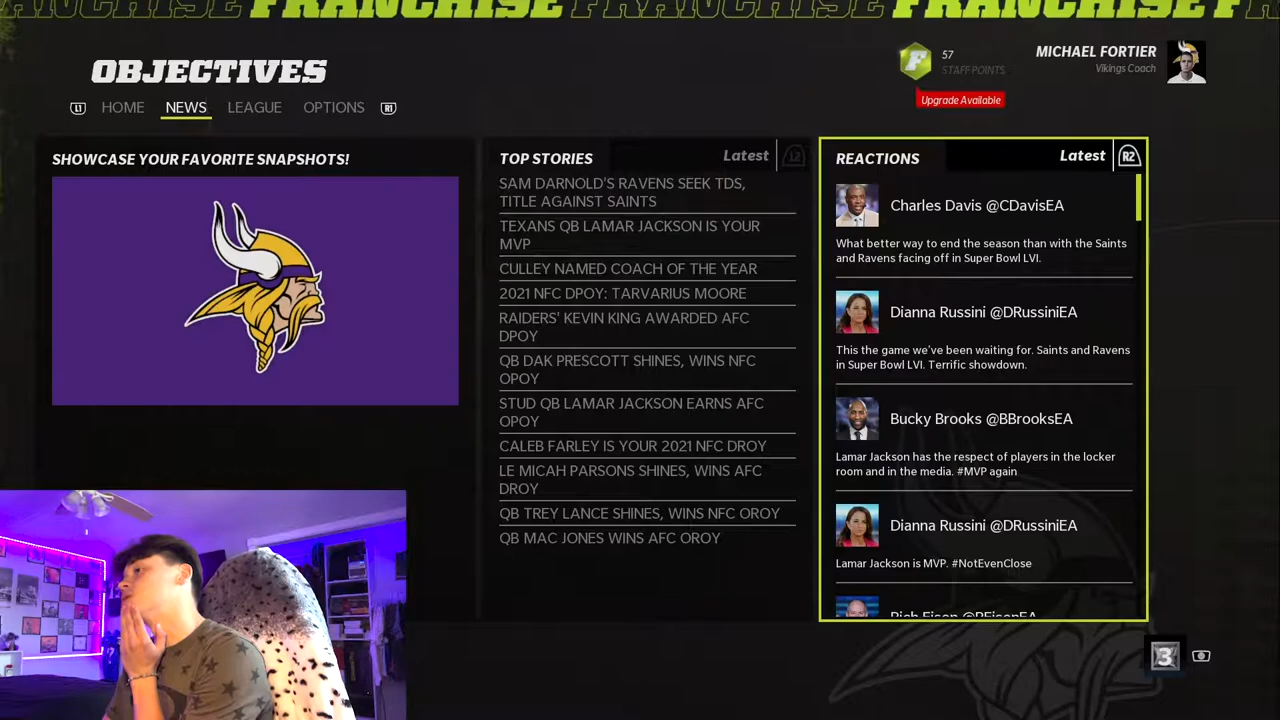 FRANCHISE FRANCHISE FRANCHISE
OBJECTIVES
57
STAFF POINTS
Upgrade Available
MICHAEL FORTIER
Vikings Coach
L1 HOME NEWS LEAGUE OPTIONS R1
SHOWCASE YOUR FAVORITE SNAPSHOTS!
TOP STORIES
Latest L2
SAM DARNOLD'S RAVENS SEEK TDS,
TITLE AGAINST SAINTS
TEXANS QB LAMAR JACKSON IS YOUR
MVP
CULLEY NAMED COACH OF THE YEAR
2021 NFC DPOY: TARVARIUS MOORE
RAIDERS' KEVIN KING AWARDED AFC
DPOY
QB DAK PRESCOTT SHINES, WINS NFC
OPOY
STUD QB LAMAR JACKSON EARNS AFC
OPOY
CALEB FARLEY IS YOUR 2021 NFC DROY
LE MICAH PARSONS SHINES, WINS AFC
DROY
QB TREY LANCE SHINES, WINS NFC OROY
QB MAC JONES WINS AFC OROY
REACTIONS
Latest R2
Charles Davis @CDavisEA
What better way to end the season than with the Saints
and Ravens facing off in Super Bowl LVI.
Dianna Russini @DRussiniEA
This the game we've been waiting for. Saints and Ravens
in Super Bowl LVI. Terrific showdown.
Bucky Brooks @BBrooksEA
Lamar Jackson has the respect of players in the locker
room and in the media. #MVP again
Dianna Russini @DRussiniEA
Lamar Jackson is MVP. #NotEvenClose
Rich Eisen @REisenEA
3